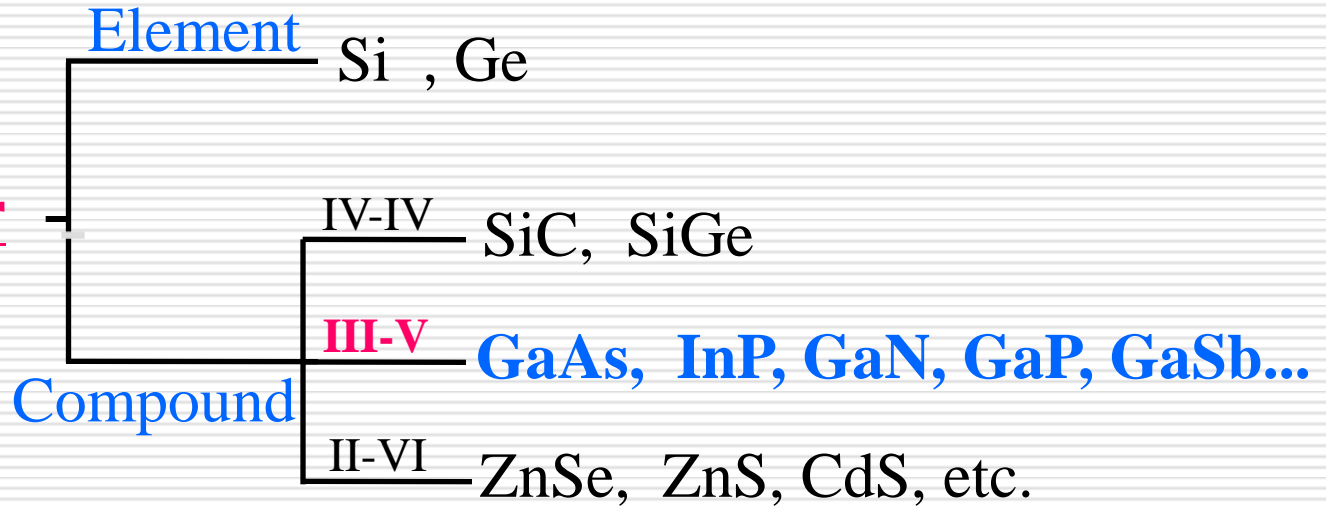 Element
Si , Ge
IV-IV
SiC, SiGe
III-V
GaAs, InP, GaN, GaP, GaSb...
Compound
II-VI
ZnSe, ZnS, CdS, etc.